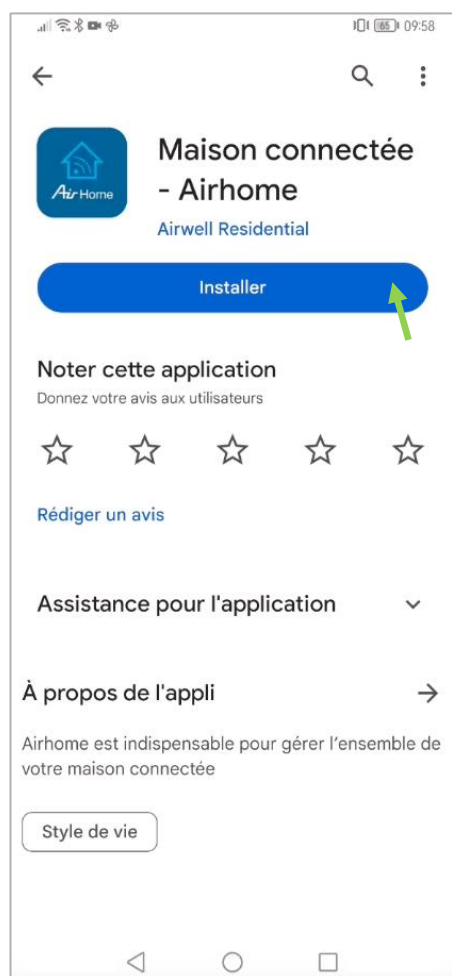 65 09:58
Air Home
Maison connectée
- Airhome
Airwell Residential
Installer
Noter cette application
Donnez votre avis aux utilisateurs
Rédiger un avis
Assistance pour l'application
À propos de l'appli
Airhome est indispensable pour gérer l'ensemble de
votre maison connectée
Style de vie